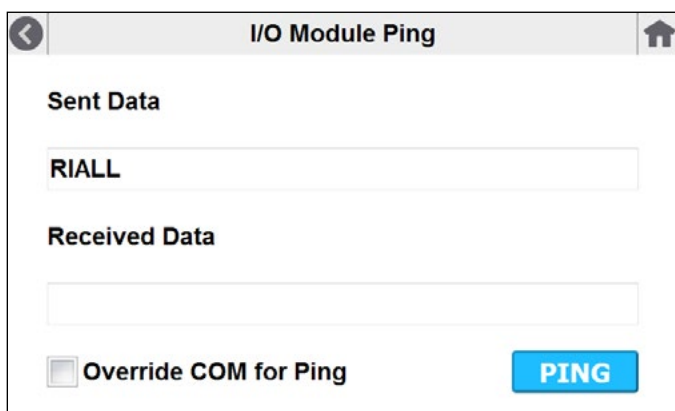 I/O Module Ping
Sent Data
RIALL
Received Data
Override COM for Ping
PING